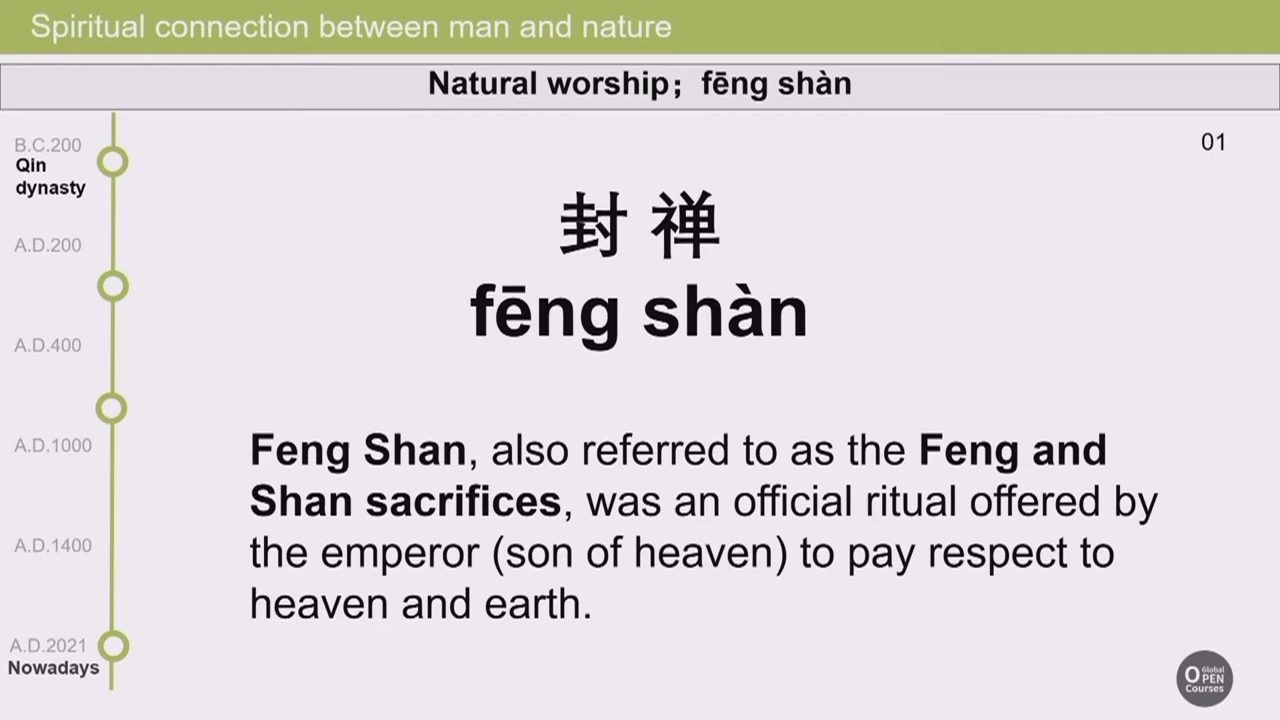 Spiritual connection between man and nature
Natural worship；fēng shàn
B.C.200
Qin
dynasty
A.D.200
A.D.400
A.D.1000
A.D.1400
A.D.2021
Nowadays
01
封禅
fēng shàn
Feng Shan, also referred to as the Feng and
Shan sacrifices, was an official ritual offered by
the emperor (son of heaven) to pay respect to
heaven and earth.
Global
OPEN
Courses